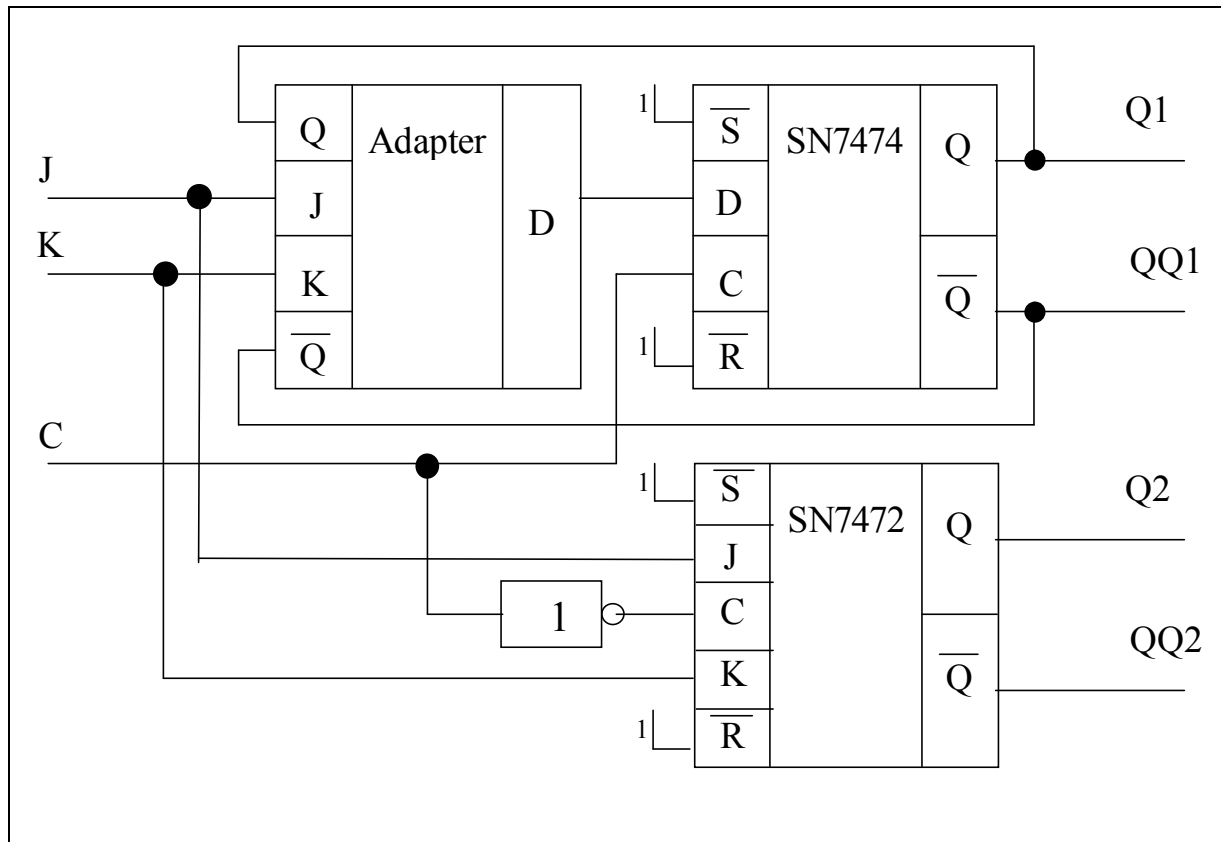 J
K
C
Q
J
K
Q̅
Adapter
D
1
S̅
D
C
1
R̅
SN7474
Q
Q̅
Q1
QQ1
1
S̅
J
C
K
1
R̅
1
SN7472
Q
Q̅
Q2
QQ2